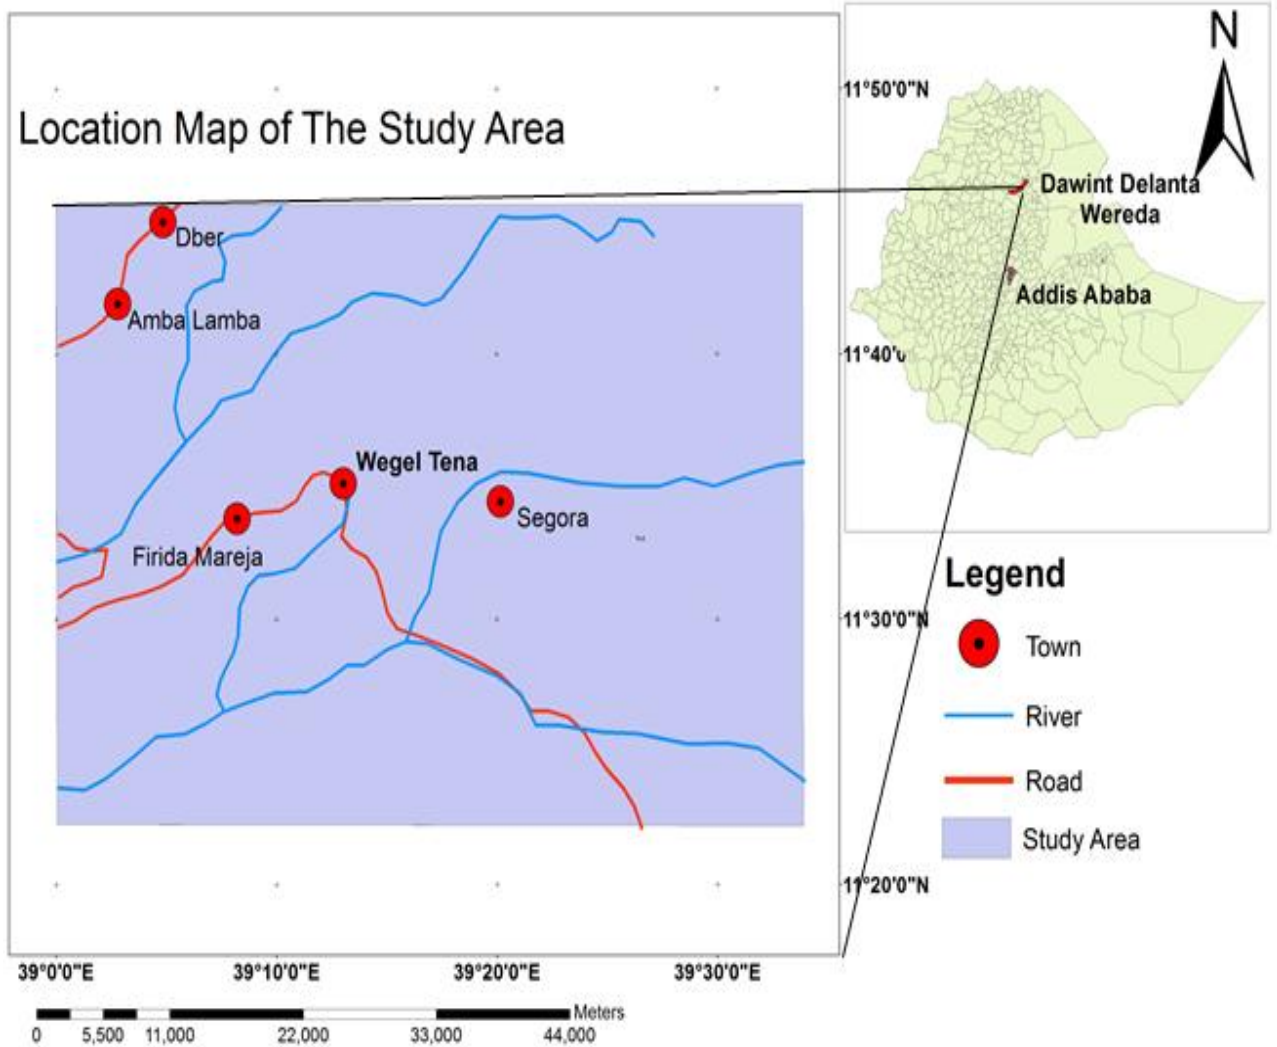 Location Map of The Study Area
N
11°50'0"N
Dawint Delanta
Wereda
Addis Ababa
Dber
Amba Lamba
11°40'0
Wegel Tena
Segora
Firida Mareja
11°30'0"N
11°20'0"N
Legend
Town
River
Road
Study Area
39°0'0"E
39°10'0"E
39°20'0"E
39°30'0"E
Meters
0
5,500
11,000
22,000
33,000
44,000